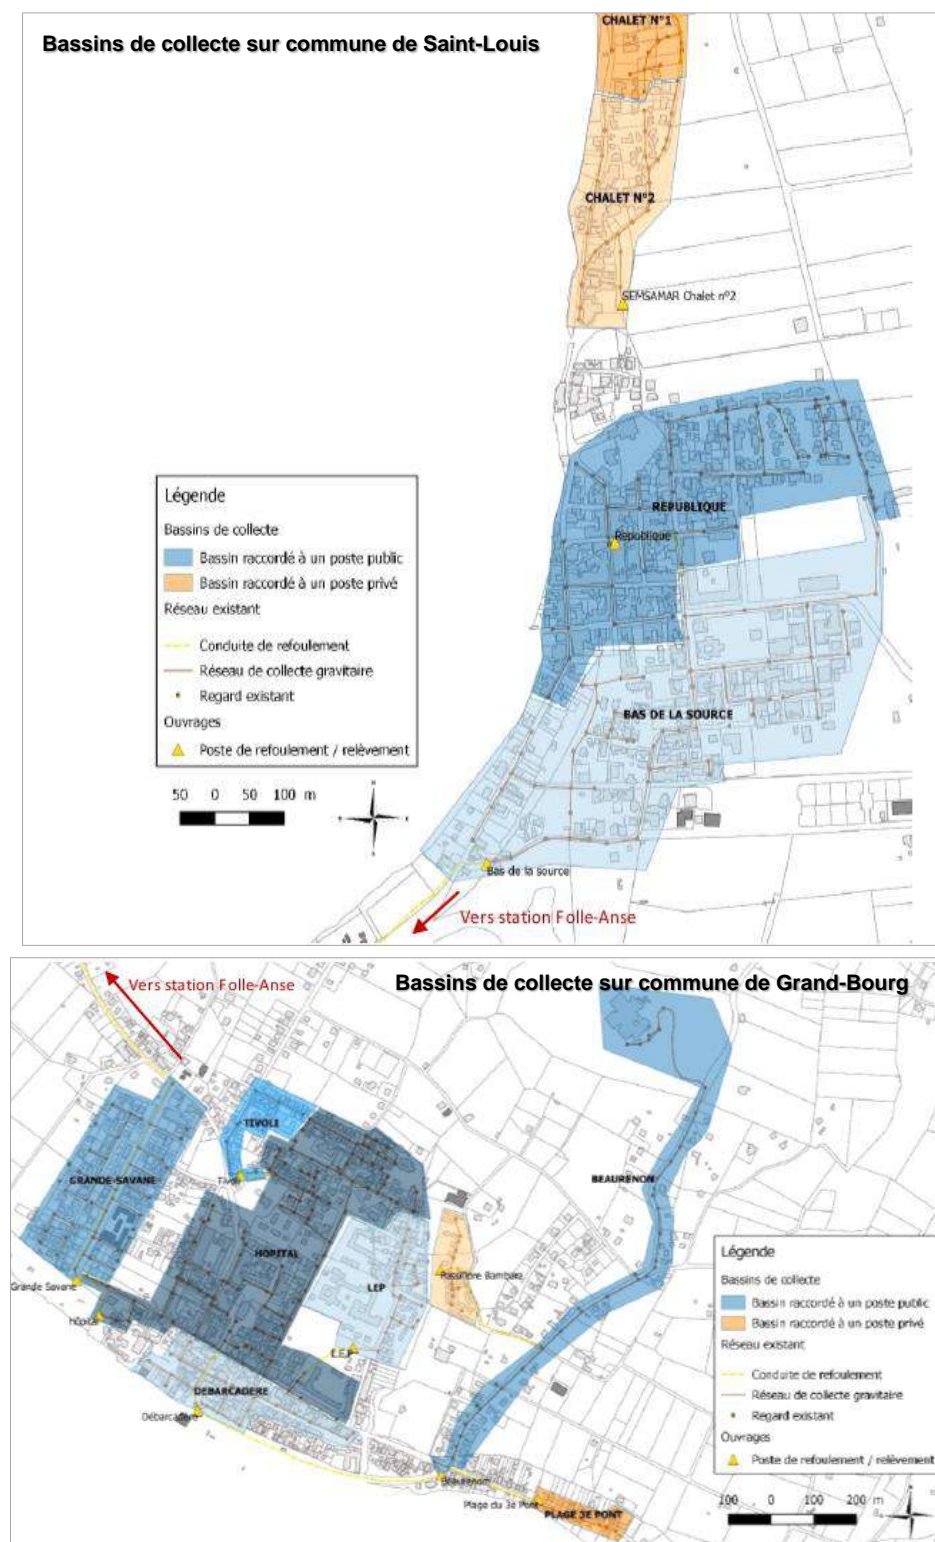 Bassins de collecte sur commune de Saint-Louis
CHALET N°1
CHALET N°2
SEMSAMAR Chalet n°2
RÉPUBLIQUE
République
BAS DE LA SOURCE
Bas de la source
Vers station Folle-Anse
Légende
Bassins de collecte
Bassin raccordé à un poste public
Bassin raccordé à un poste privé
Réseau existant
Conduite de refoulement
Réseau de collecte gravitaire
Regard existant
Ouvrages
Poste de refoulement / relèvement
50 0 50 100 m
Vers station Folle-Anse
Bassins de collecte sur commune de Grand-Bourg
TIVOLI
Tivoli
GRANDE-SAVANE
Grande Savane
HOPITAL
Hôpital
LEP
L.E.P
BEAURENON
Bambara
DEBARCADERE
Débarcadère
Beaurenom
Plage du 3e Pont
PLAGE 3E PONT
Légende
Bassins de collecte
Bassin raccordé à un poste public
Bassin raccordé à un poste privé
Réseau existant
Conduite de refoulement
Réseau de collecte gravitaire
Regard existant
Ouvrages
Poste de refoulement / relèvement
100 0 100 200 m